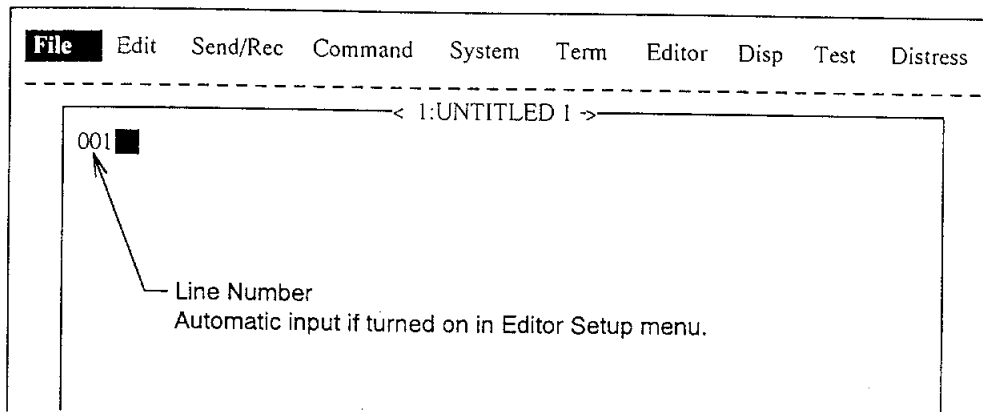 File Edit Send/Rec Command System Term Editor Disp Test Distress
< 1:UNTITLED 1 ->
001
Line Number
Automatic input if turned on in Editor Setup menu.